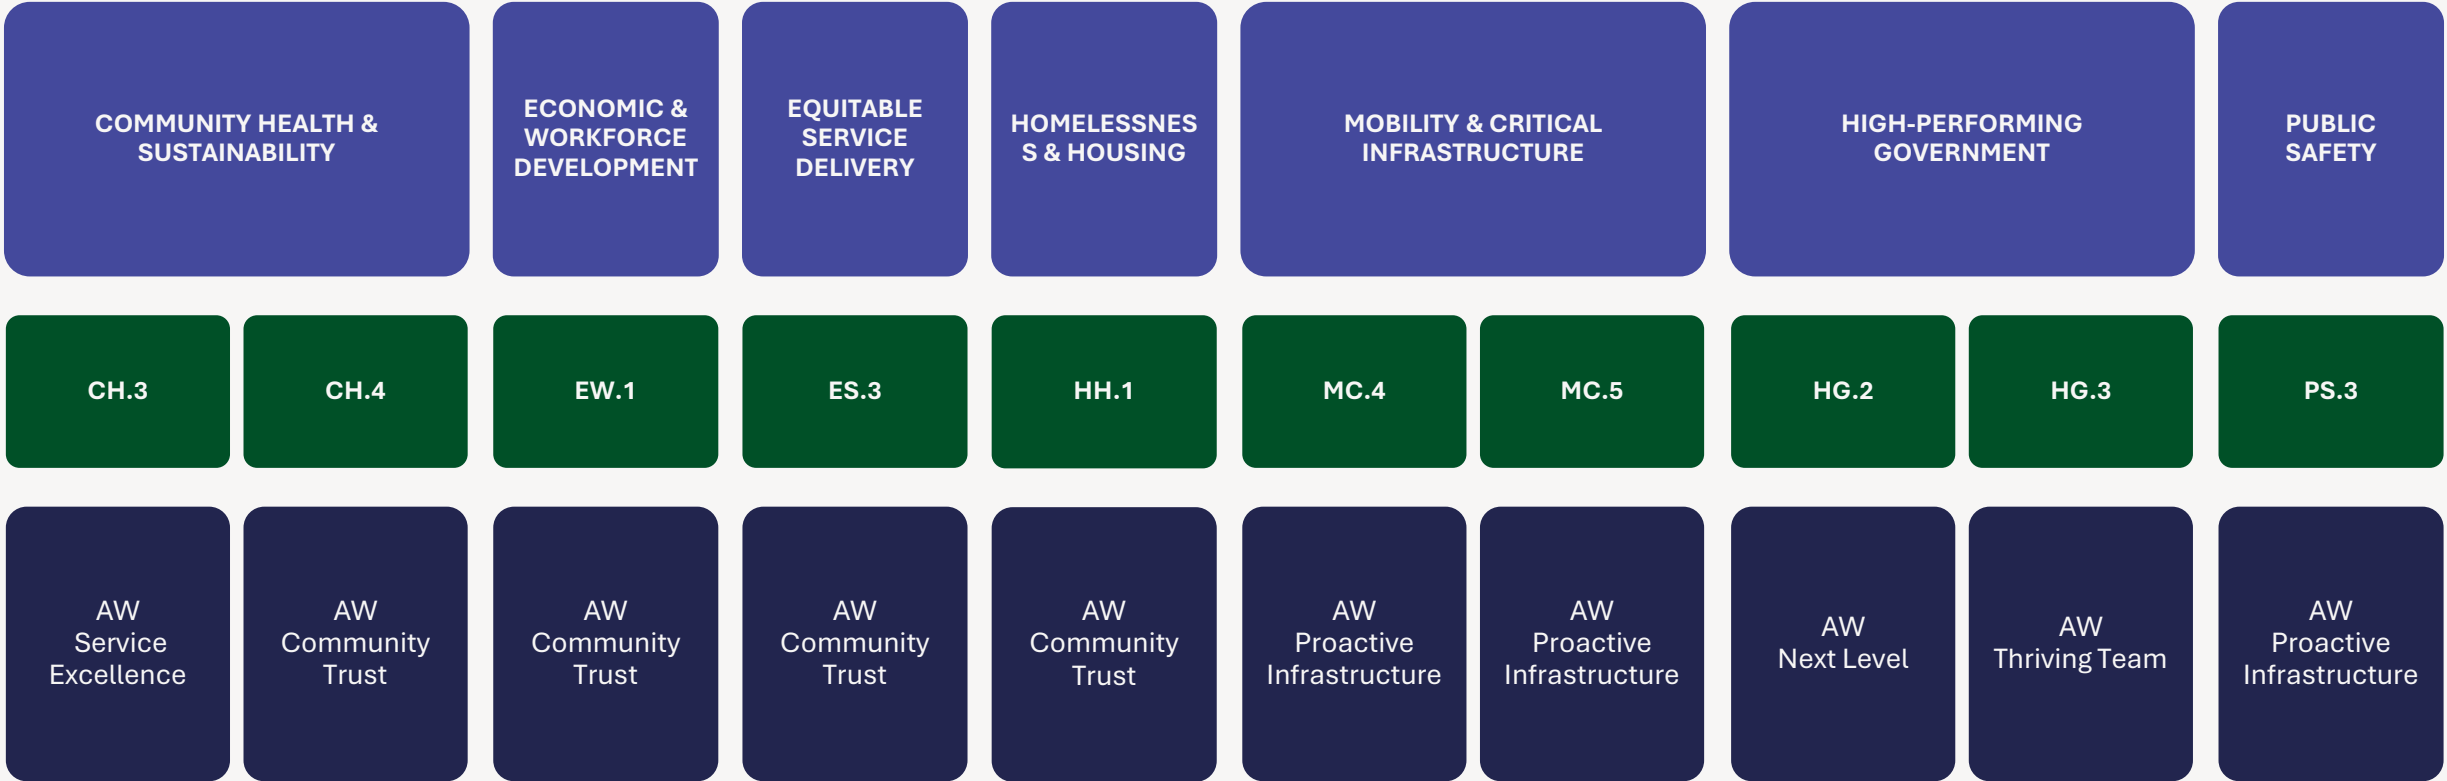 COMMUNITY HEALTH &
SUSTAINABILITY
ECONOMIC &
WORKFORCE
DEVELOPMENT
EQUITABLE
SERVICE
DELIVERY
HOMELESSNES
S & HOUSING
MOBILITY & CRITICAL
INFRASTRUCTURE
HIGH-PERFORMING
GOVERNMENT
PUBLIC
SAFETY
CH.3
CH.4
EW.1
ES.3
HH.1
MC.4
MC.5
HG.2
HG.3
PS.3
AW
Service
Excellence
AW
Community
Trust
AW
Community
Trust
AW
Community
Trust
AW
Community
Trust
AW
Proactive
Infrastructure
AW
Proactive
Infrastructure
AW
Next Level
AW
Thriving Team
AW
Proactive
Infrastructure